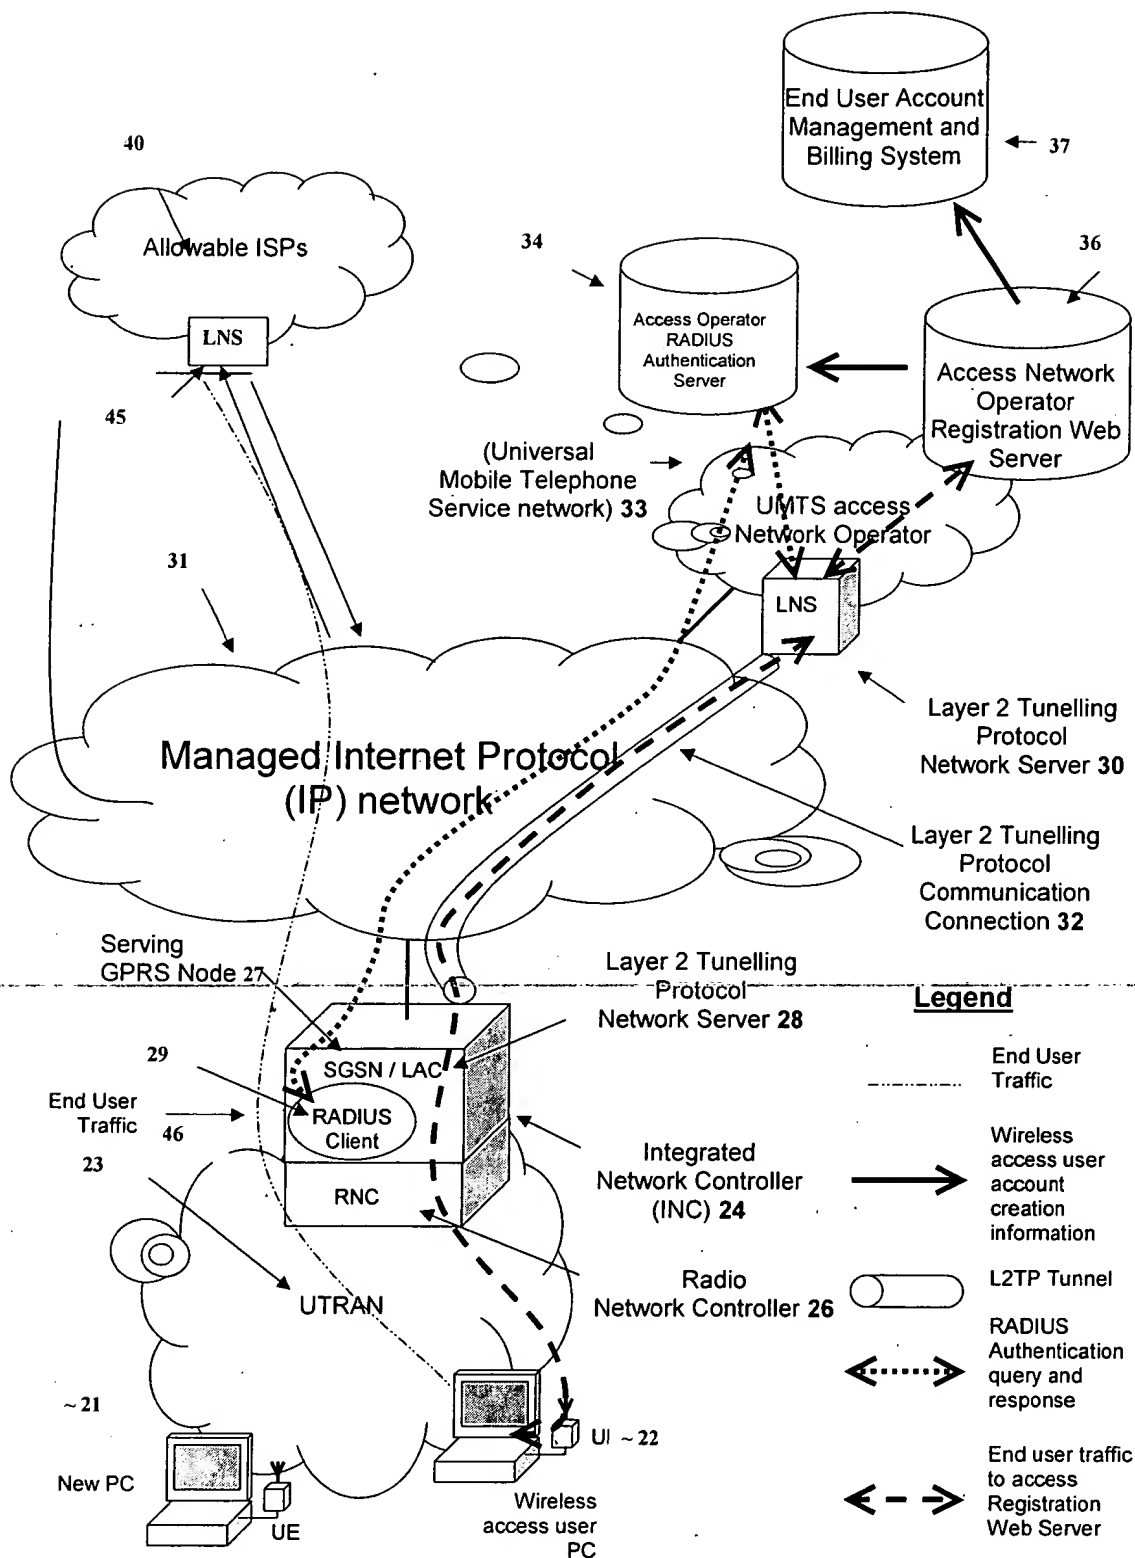 End User Account
Management and
Billing System
37
40
Allowable ISPs
LNS
45
34
Access Operator
RADIUS
Authentication
Server
36
Access Network
Operator
Registration Web
Server
(Universal
Mobile Telephone
Service network) 33
UMTS access
Network Operator
LNS
31
Managed Internet Protocol
(IP) network
Layer 2 Tunelling
Protocol
Network Server 30
Layer 2 Tunelling
Protocol
Communication
Connection 32
Serving
GPRS Node 27
Layer 2 Tunelling
Protocol
Network Server 28
29
SGSN / LAC
RADIUS
Client
RNC
End User
Traffic
46
23
Integrated
Network Controller
(INC) 24
Radio
Network Controller 26
UTRAN
~ 21
New PC
UE
UI ~ 22
Wireless
access user
PC
Legend
End User
Traffic
Wireless
access user
account
creation
information
L2TP Tunnel
RADIUS
Authentication
query and
response
End user traffic
to access
Registration
Web Server